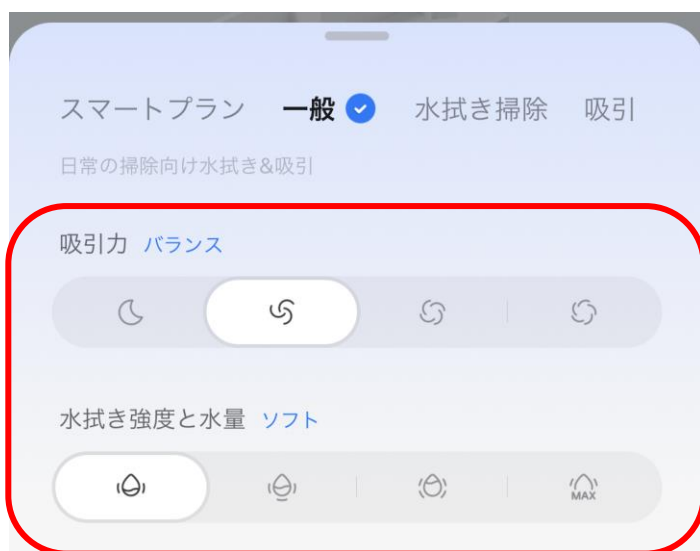 スマートプラン 一般 水拭き掃除 吸引
日常の掃除向け水拭き&吸引
吸引力 バランス
水拭き強度と水量 ソフト
MAX